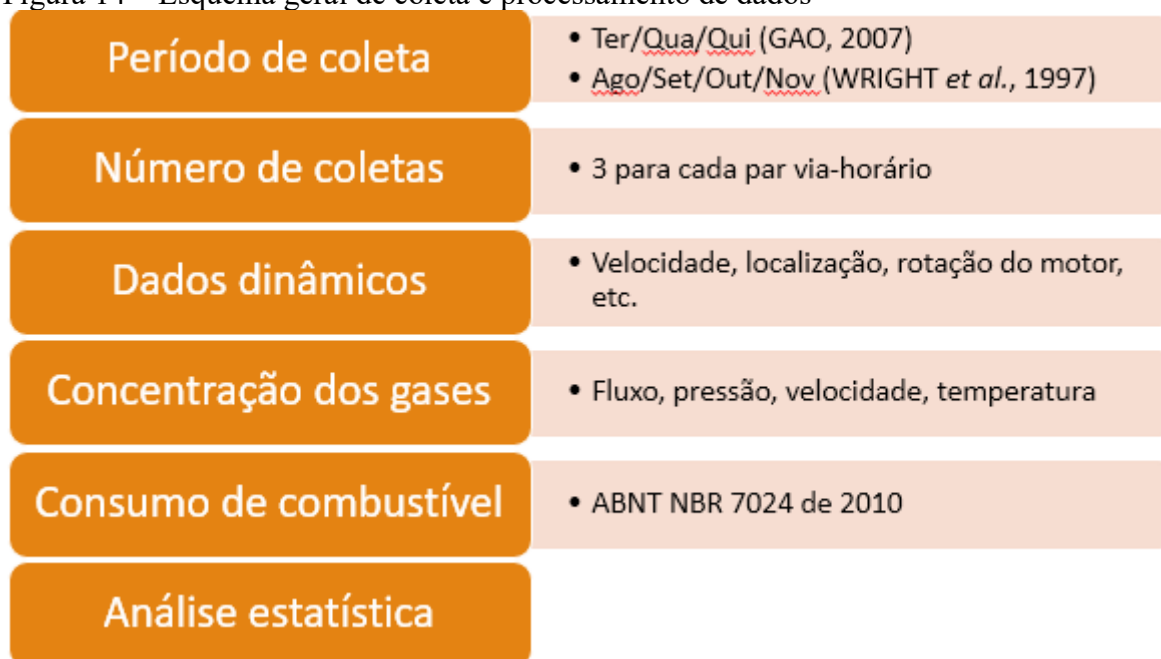 Figura 14 – Esquema geral de coleta e processamento de dados
Período de coleta
• Ter/Qua/Qui (GAO, 2007)
• Ago/Set/Out/Nov (WRIGHT et al., 1997)
Número de coletas
• 3 para cada par via-horário
Dados dinâmicos
• Velocidade, localização, rotação do motor,
etc.
Concentração dos gases
• Fluxo, pressão, velocidade, temperatura
Consumo de combustível
• ABNT NBR 7024 de 2010
Análise estatística